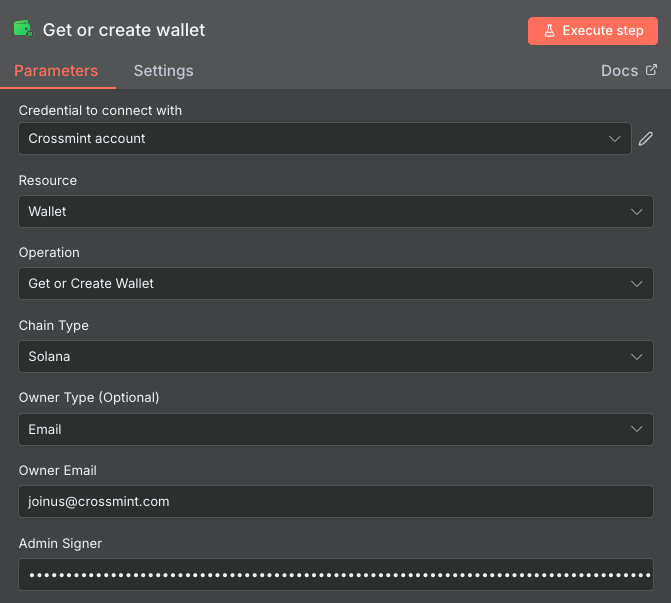 Get or create wallet
Execute step
Parameters
Settings
Docs
Credential to connect with
Crossmint account
Resource
Wallet
Operation
Get or Create Wallet
Chain Type
Solana
Owner Type (Optional)
Email
Owner Email
joinus@crossmint.com
Admin Signer